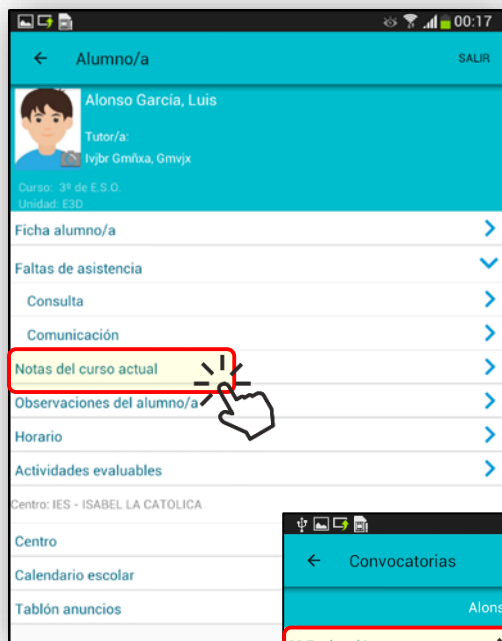 00:17
Alumno/a
SALIR
Alonso García, Luis
Tutor/a:
Ivjbr Gmñxa, Gmvjx
Curso: 3º de E.S.O.
Unidad: E3D
Ficha alumno/a
Faltas de asistencia
Consulta
Comunicación
Notas del curso actual
Observaciones del alumno/a
Horario
Actividades evaluables
Centro: IES - ISABEL LA CATOLICA
Centro
Calendario escolar
Tablón anuncios
Convocatorias
Alons